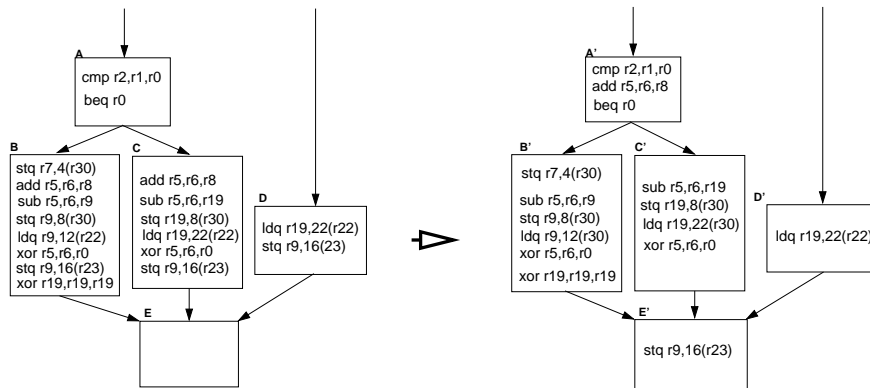 A
cmp r2,r1,r0
beq r0
B
stq r7,4(r30)
add r5,r6,r8
sub r5,r6,r9
stq r9,8(r30)
ldq r9,12(r22)
xor r5,r6,r0
stq r9,16(r23)
xor r19,r19,r19
C
add r5,r6,r8
sub r5,r6,r19
stq r19,8(r30)
ldq r19,22(r22)
xor r5,r6,r0
stq r9,16(r23)
D
ldq r19,22(r22)
stq r9,16(23)
E
A'
cmp r2,r1,r0
add r5,r6,r8
beq r0
B'
stq r7,4(r30)
sub r5,r6,r9
stq r9,8(r30)
ldq r9,12(r30)
xor r5,r6,r0
xor r19,r19,r19
C'
sub r5,r6,r19
stq r19,8(r30)
ldq r19,22(r30)
xor r5,r6,r0
D'
ldq r19,22(r22)
E'
stq r9,16(r23)